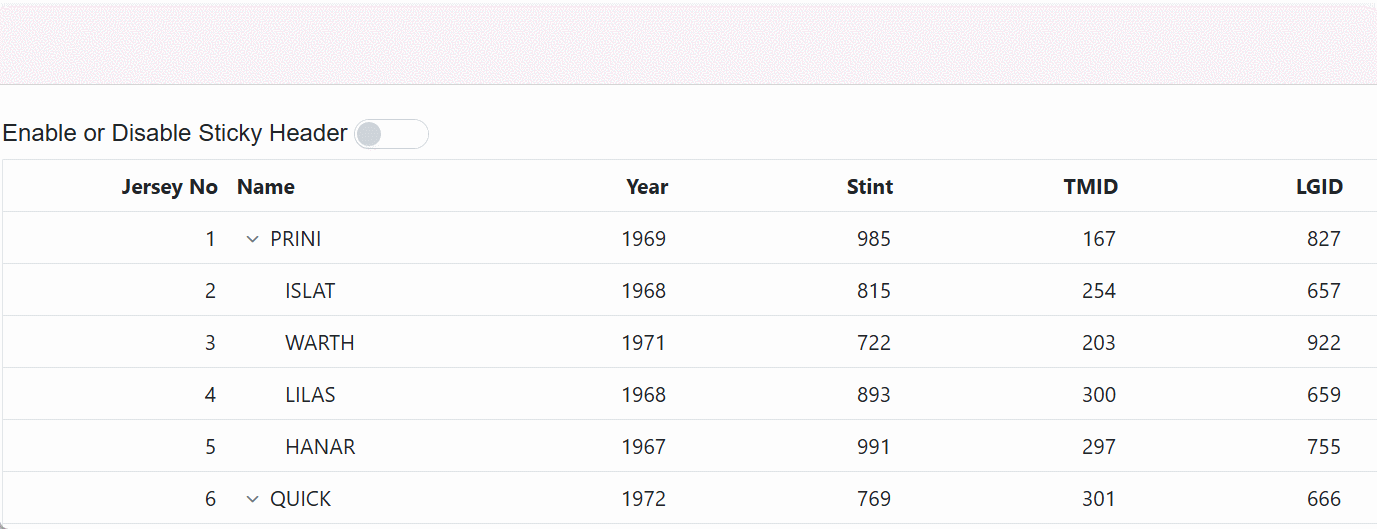 Enable or Disable Sticky Header
Jersey No Name Year Stint TMID LGID
1 PRINI 1969 985 167 827
2 ISLAT 1968 815 254 657
3 WARTH 1971 722 203 922
4 LILAS 1968 893 300 659
5 HANAR 1967 991 297 755
6 QUICK 1972 769 301 666